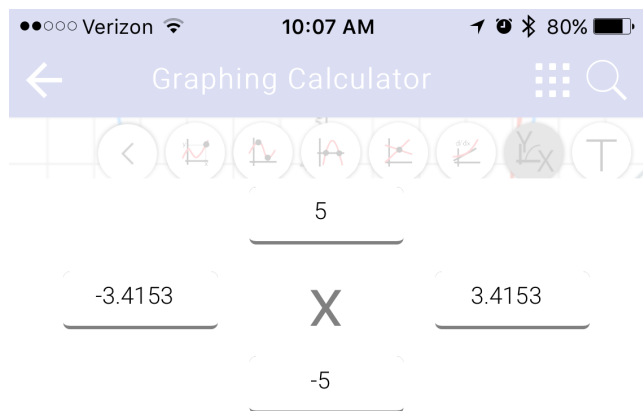 Verizon 10:07 AM 80%
Graphing Calculator
Y X T
5
-3.4153 X 3.4153
-5